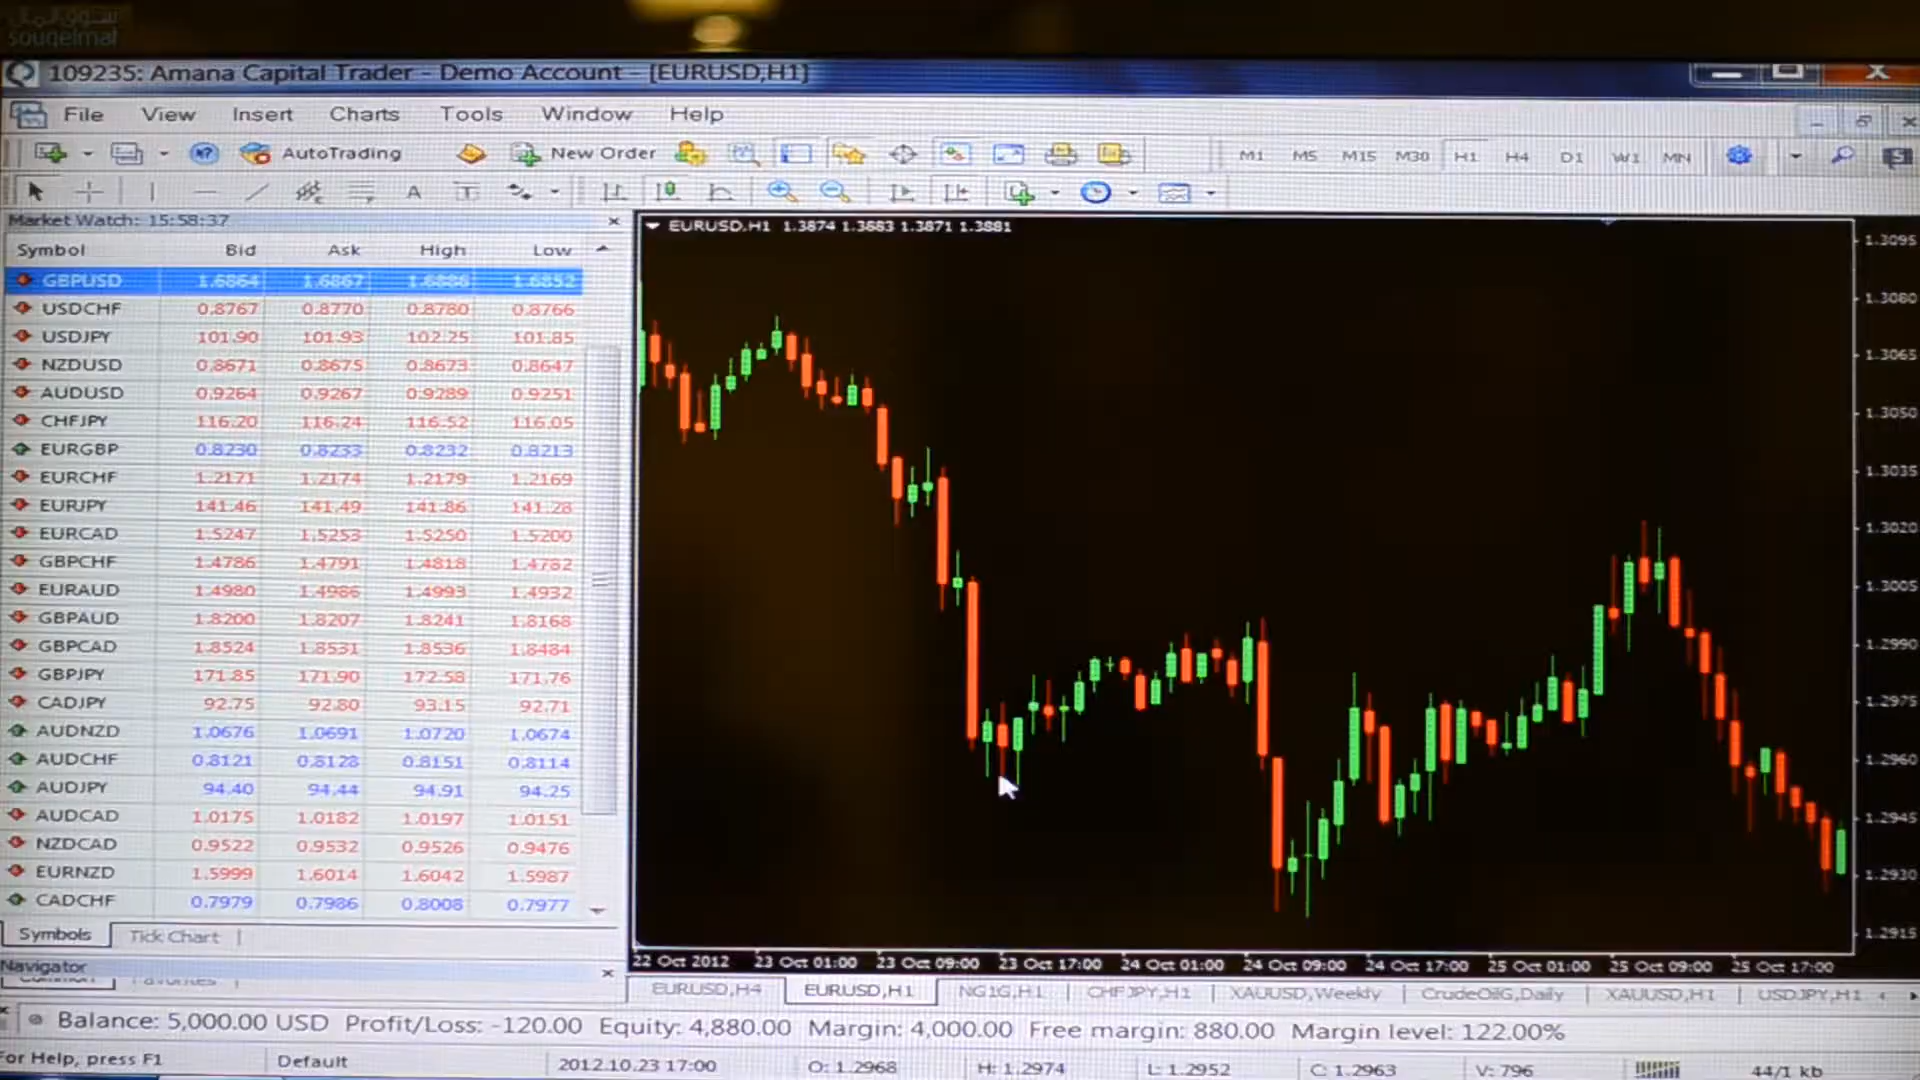 سوق المال
souqelmal
109235: Amana Capital Trader - Demo Account - [EURUSD,H1]
File View Insert Charts Tools Window Help
AutoTrading New Order M1 M5 M15 M30 H1 H4 D1 W1 MN
A T
Market Watch: 15:58:37
EURUSD,H1 1.3874 1.3883 1.3871 1.3881
Symbol Bid Ask High Low
GBPUSD 1.6864 1.6867 1.6886 1.6852
USDCHF 0.8767 0.8770 0.8780 0.8766
USDJPY 101.90 101.93 102.25 101.85
NZDUSD 0.8671 0.8675 0.8673 0.8647
AUDUSD 0.9264 0.9267 0.9289 0.9251
CHFJPY 116.20 116.24 116.52 116.05
EURGBP 0.8230 0.8233 0.8232 0.8213
EURCHF 1.2171 1.2174 1.2179 1.2169
EURJPY 141.46 141.49 141.86 141.28
EURCAD 1.5247 1.5253 1.5250 1.5200
GBPCHF 1.4786 1.4791 1.4818 1.4782
EURAUD 1.4980 1.4986 1.4993 1.4932
GBPAUD 1.8200 1.8207 1.8241 1.8168
GBPCAD 1.8524 1.8531 1.8536 1.8484
GBPJPY 171.85 171.90 172.58 171.76
CADJPY 92.75 92.80 93.15 92.71
AUDNZD 1.0676 1.0691 1.0720 1.0674
AUDCHF 0.8121 0.8128 0.8151 0.8114
AUDJPY 94.40 94.44 94.91 94.25
AUDCAD 1.0175 1.0182 1.0197 1.0151
NZDCAD 0.9522 0.9532 0.9526 0.9476
EURNZD 1.5999 1.6014 1.6042 1.5987
CADCHF 0.7979 0.7986 0.8008 0.7977
Symbols Tick Chart
Navigator
1.3095
1.3080
1.3065
1.3050
1.3035
1.3020
1.3005
1.2990
1.2975
1.2960
1.2945
1.2930
1.2915
22 Oct 2012 23 Oct 01:00 23 Oct 09:00 23 Oct 17:00 24 Oct 01:00 24 Oct 09:00 24 Oct 17:00 25 Oct 01:00 25 Oct 09:00 25 Oct 17:00
EURUSD,H4 EURUSD,H1 NG1G,H1 CHFJPY,H1 XAUUSD,Weekly CrudeOilG,Daily XAUUSD,H1 USDJPY,H1
Balance: 5,000.00 USD Profit/Loss: -120.00 Equity: 4,880.00 Margin: 4,000.00 Free margin: 880.00 Margin level: 122.00%
For Help, press F1 Default 2012.10.23 17:00 O: 1.2968 H: 1.2974 L: 1.2952 C: 1.2963 V: 796 44/1 kb